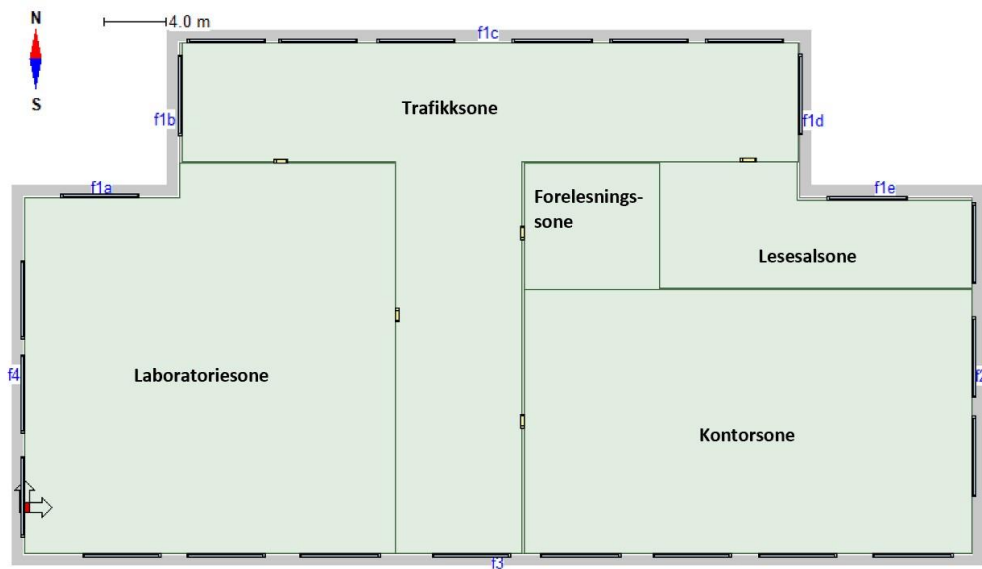 N
4.0 m
S
f1c
f1b
f1d
Trafikksone
f1a
f1e
Forelesnings-
sone
Lesesalsone
f4
Laboratoriesone
f2
Kontorsone
f3